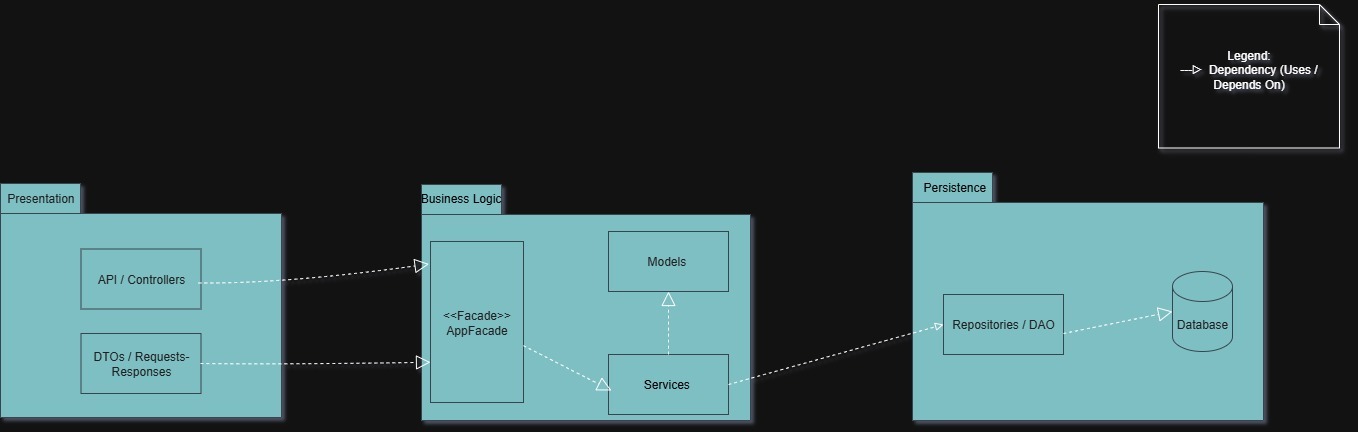 Legend:
Dependency (Uses /
Depends On)
Presentation
API / Controllers
DTOs / Requests-
Responses
Business Logic
<<Facade>>
AppFacade
Models
Services
Persistence
Repositories / DAO
Database